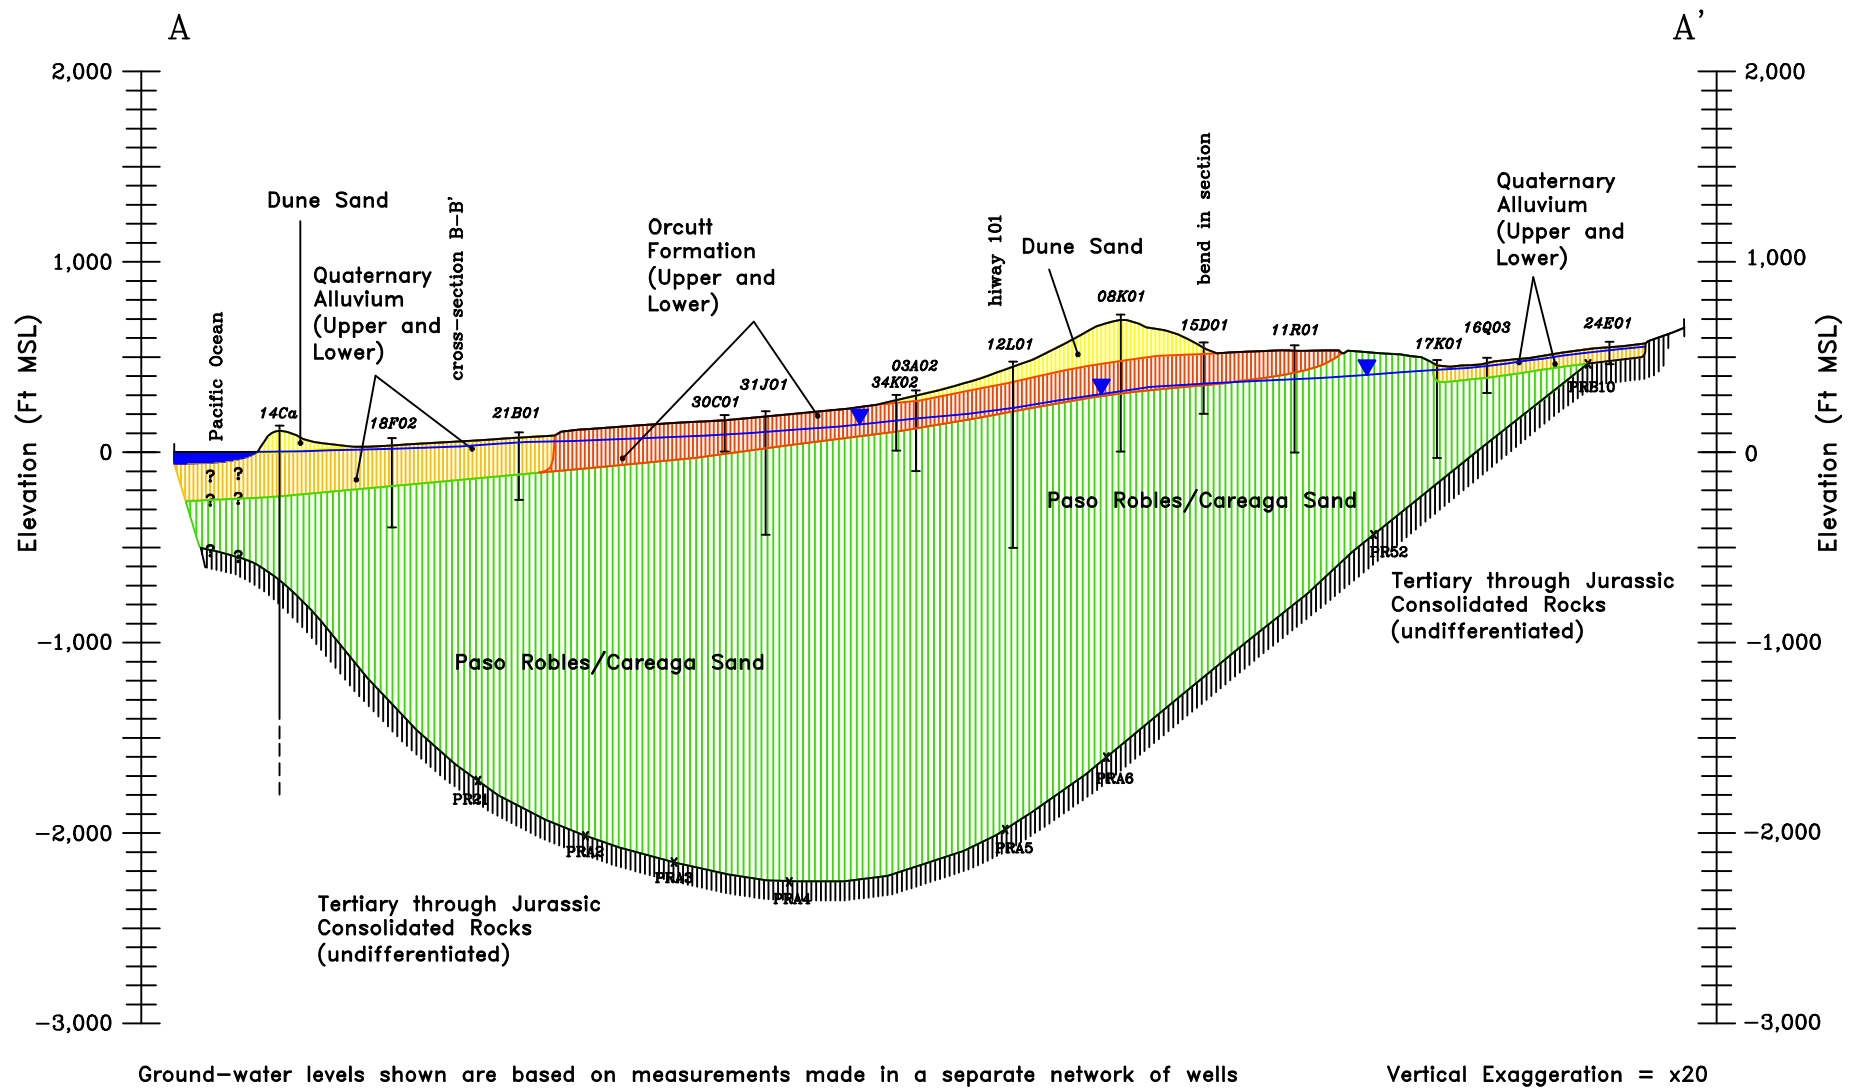 A
A'
2,000
1,000
0
-1,000
-2,000
-3,000
Elevation (Ft MSL)
2,000
1,000
0
-1,000
-2,000
-3,000
Elevation (Ft MSL)
Pacific Ocean
Dune Sand
Quaternary
Alluvium
(Upper and
Lower)
cross-section B-B'
Orcutt
Formation
(Upper and
Lower)
hiway 101
Dune Sand
bend in section
Quaternary
Alluvium
(Upper and
Lower)
14Ca
18F02
21B01
30C01
31J01
34K02
03A02
12L01
08K01
15D01
11R01
17K01
16Q03
24E01
? ?
? ?
? ?
Paso Robles/Careaga Sand
Paso Robles/Careaga Sand
PRE10
PR52
PRA6
PRA5
PRA4
PRA3
PRA2
PR21
Tertiary through Jurassic
Consolidated Rocks
(undifferentiated)
Tertiary through Jurassic
Consolidated Rocks
(undifferentiated)
Ground-water levels shown are based on measurements made in a separate network of wells
Vertical Exaggeration = x20